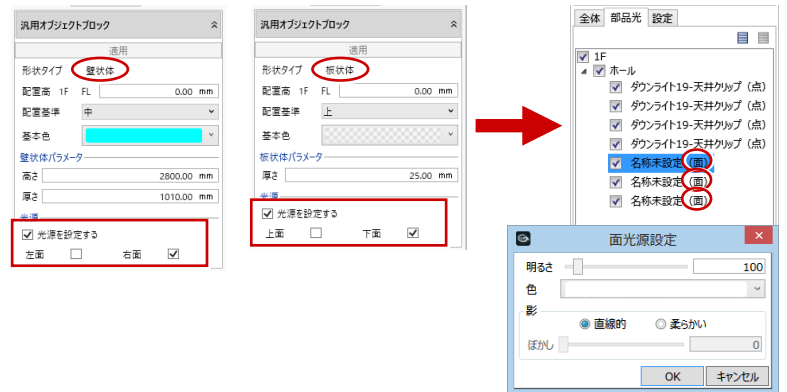 汎用オブジェクトブロック
適用
形状タイプ 壁状体
配置高 1F FL 0.00 mm
配置基準 中
基本色
壁状体パラメータ
高さ 2800.00 mm
厚さ 1010.00 mm
光源
光源を設定する
左面 右面
汎用オブジェクトブロック
適用
形状タイプ 板状体
配置高 1F FL 0.00 mm
配置基準 上
基本色
板状体パラメータ
厚さ 25.00 mm
光源
光源を設定する
上面 下面
全体 部品光 設定
1F
ホール
ダウンライト19-天井クリップ（点）
ダウンライト19-天井クリップ（点）
ダウンライト19-天井クリップ（点）
ダウンライト19-天井クリップ（点）
名称未設定（面）
名称未設定（面）
名称未設定（面）
面光源設定
明るさ 100
色
影
直線的 柔らかい
ぼかし 0
OK キャンセル